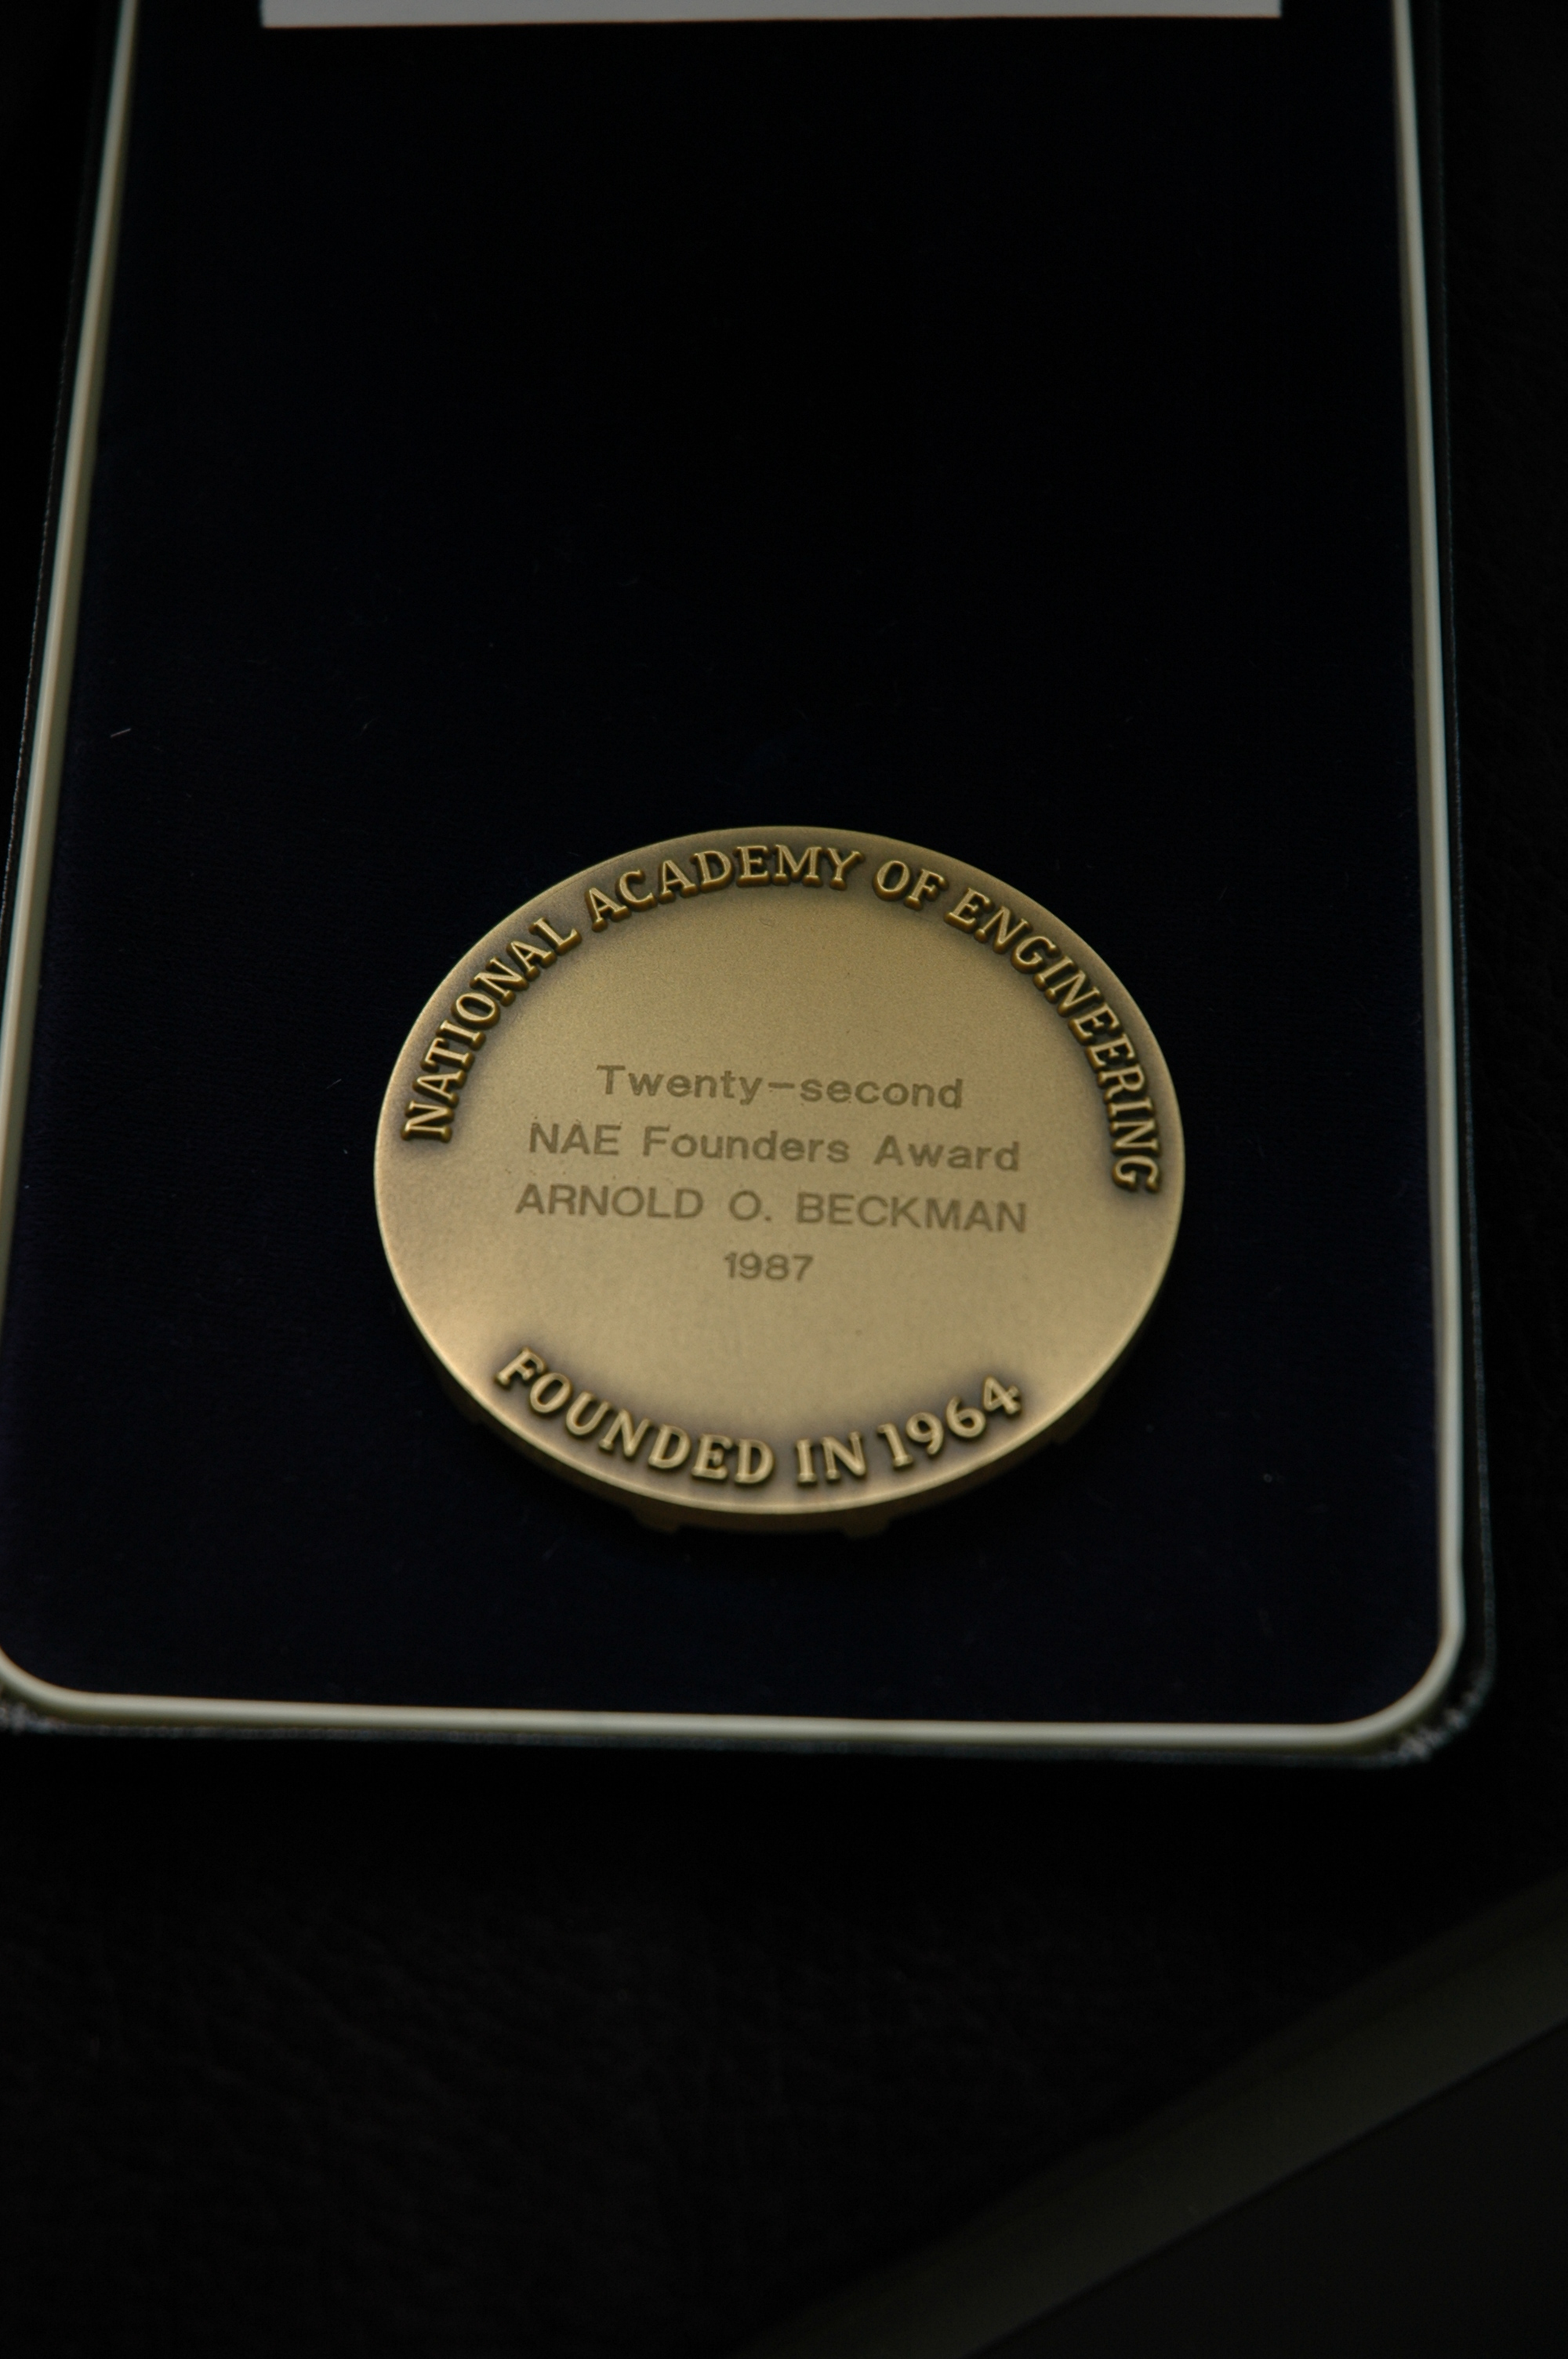 NATIONAL ACADEMY OF ENGINEERING
Twenty-second
NAE Founders Award
ARNOLD O. BECKMAN
1987
FOUNDED IN 1964